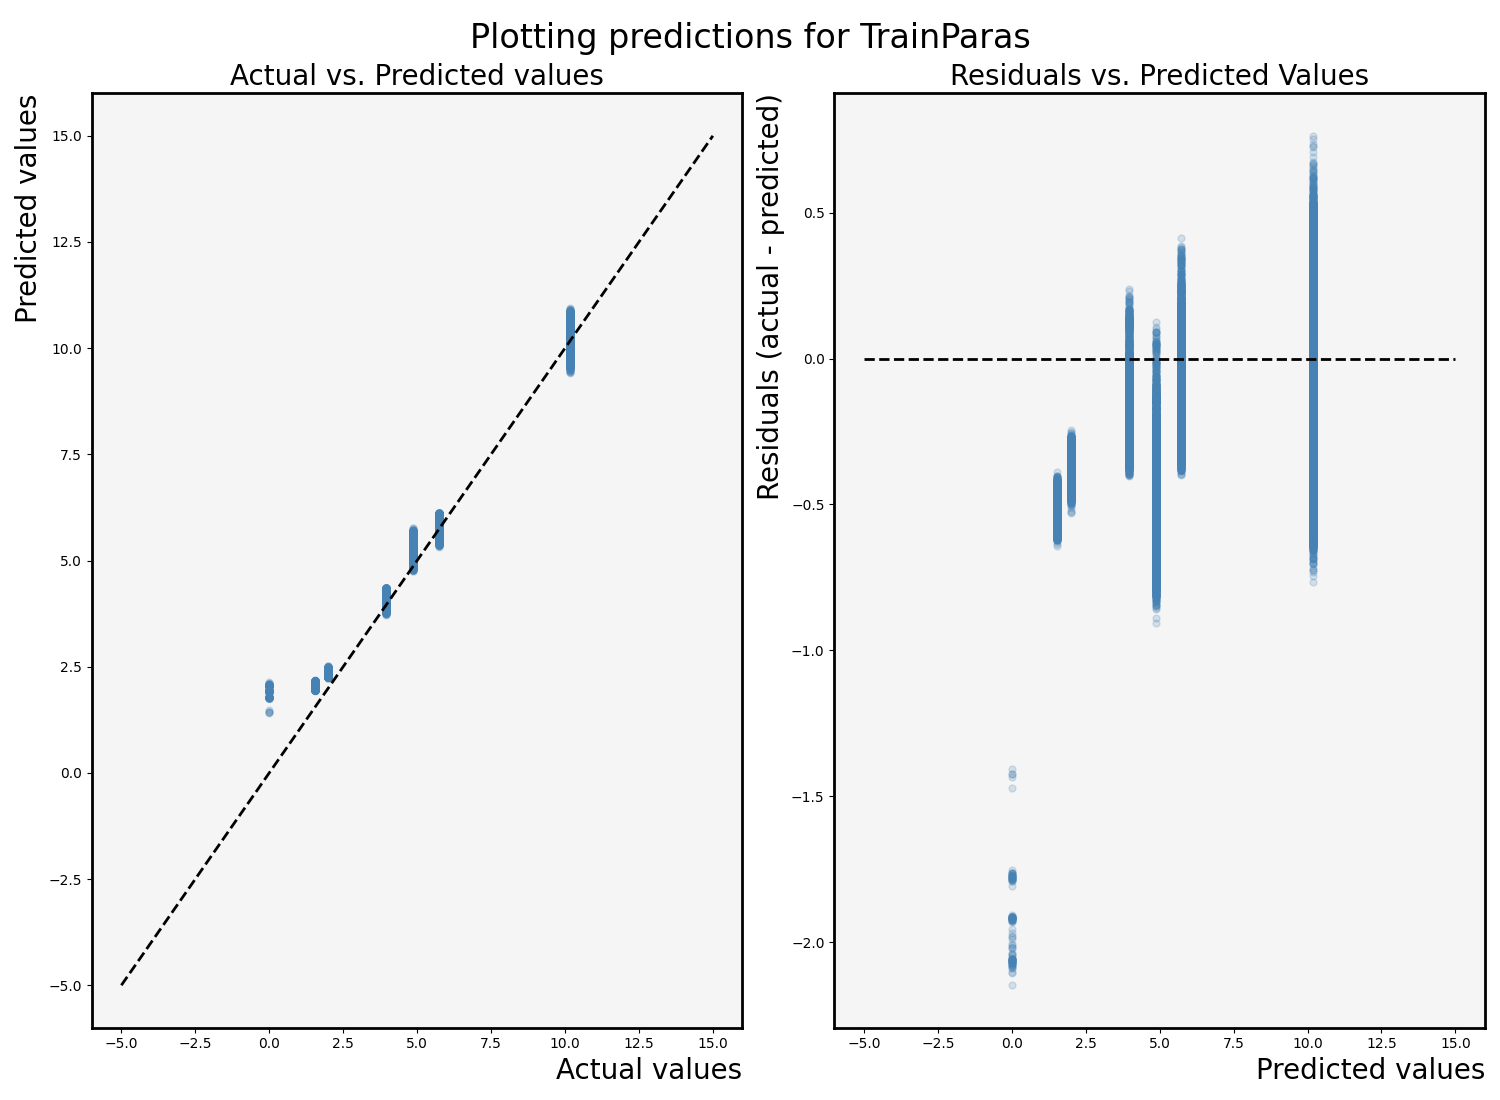 Plotting predictions for TrainParas
Actual vs. Predicted values
Predicted values
15.0
12.5
10.0
7.5
5.0
2.5
0.0
−2.5
−5.0
−5.0 −2.5 0.0 2.5 5.0 7.5 10.0 12.5 15.0
Actual values
Residuals vs. Predicted Values
Residuals (actual - predicted)
0.5
0.0
−0.5
−1.0
−1.5
−2.0
−5.0 −2.5 0.0 2.5 5.0 7.5 10.0 12.5 15.0
Predicted values